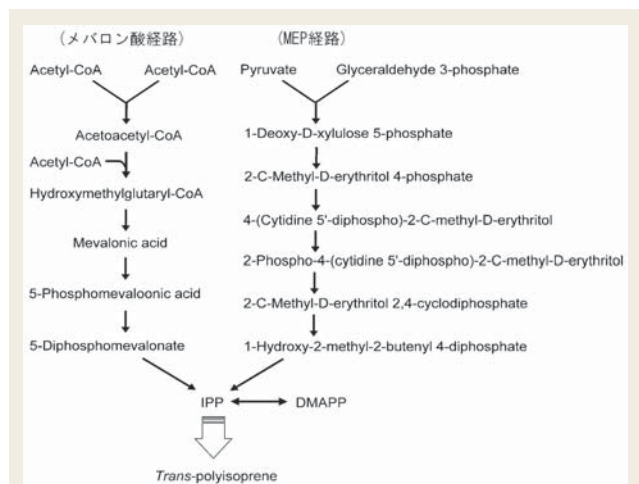 (メバロン酸経路)
(MEP経路)
Acetyl-CoA Acetyl-CoA
Acetoacetyl-CoA
Acetyl-CoA
Hydroxymethylglutaryl-CoA
Mevalonic acid
5-Phosphomevaloonic acid
5-Diphosphomevalonate
Pyruvate Glyceraldehyde 3-phosphate
1-Deoxy-D-xylulose 5-phosphate
2-C-Methyl-D-erythritol 4-phosphate
4-(Cytidine 5'-diphospho)-2-C-methyl-D-erythritol
2-Phospho-4-(cytidine 5'-diphospho)-2-C-methyl-D-erythritol
2-C-Methyl-D-erythritol 2,4-cyclodiphosphate
1-Hydroxy-2-methyl-2-butenyl 4-diphosphate
IPP DMAPP
Trans-polyisoprene